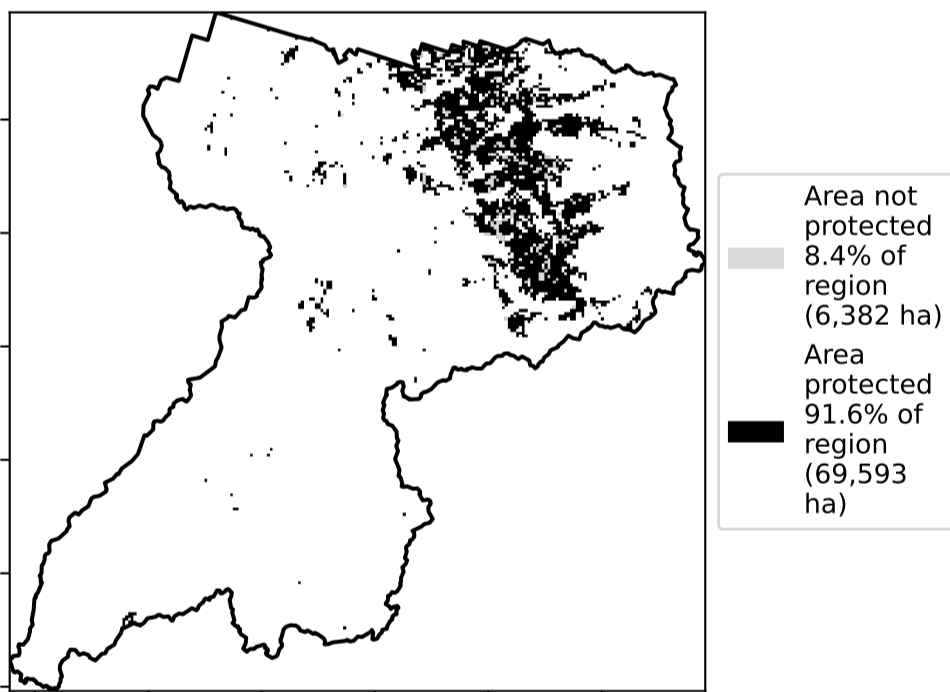 Area not
protected
8.4% of
region
(6,382 ha)
Area
protected
91.6% of
region
(69,593
ha)